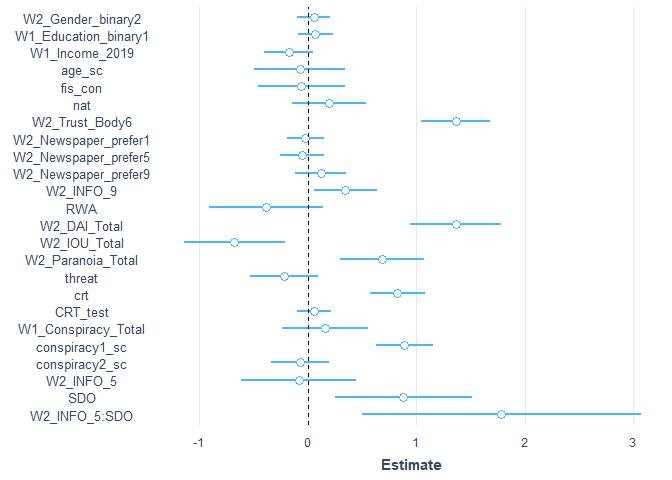 W2_Gender_binary2
W1_Education_binary1
W1_Income_2019
age_sc
fis_con
nat
W2_Trust_Body6
W2_Newspaper_prefer1
W2_Newspaper_prefer5
W2_Newspaper_prefer9
W2_INFO_9
RWA
W2_DAI_Total
W2_IOU_Total
W2_Paranoia_Total
threat
crt
CRT_test
W1_Conspiracy_Total
conspiracy1_sc
conspiracy2_sc
W2_INFO_5
SDO
W2_INFO_5:SDO
-1 0 1 2 3
Estimate